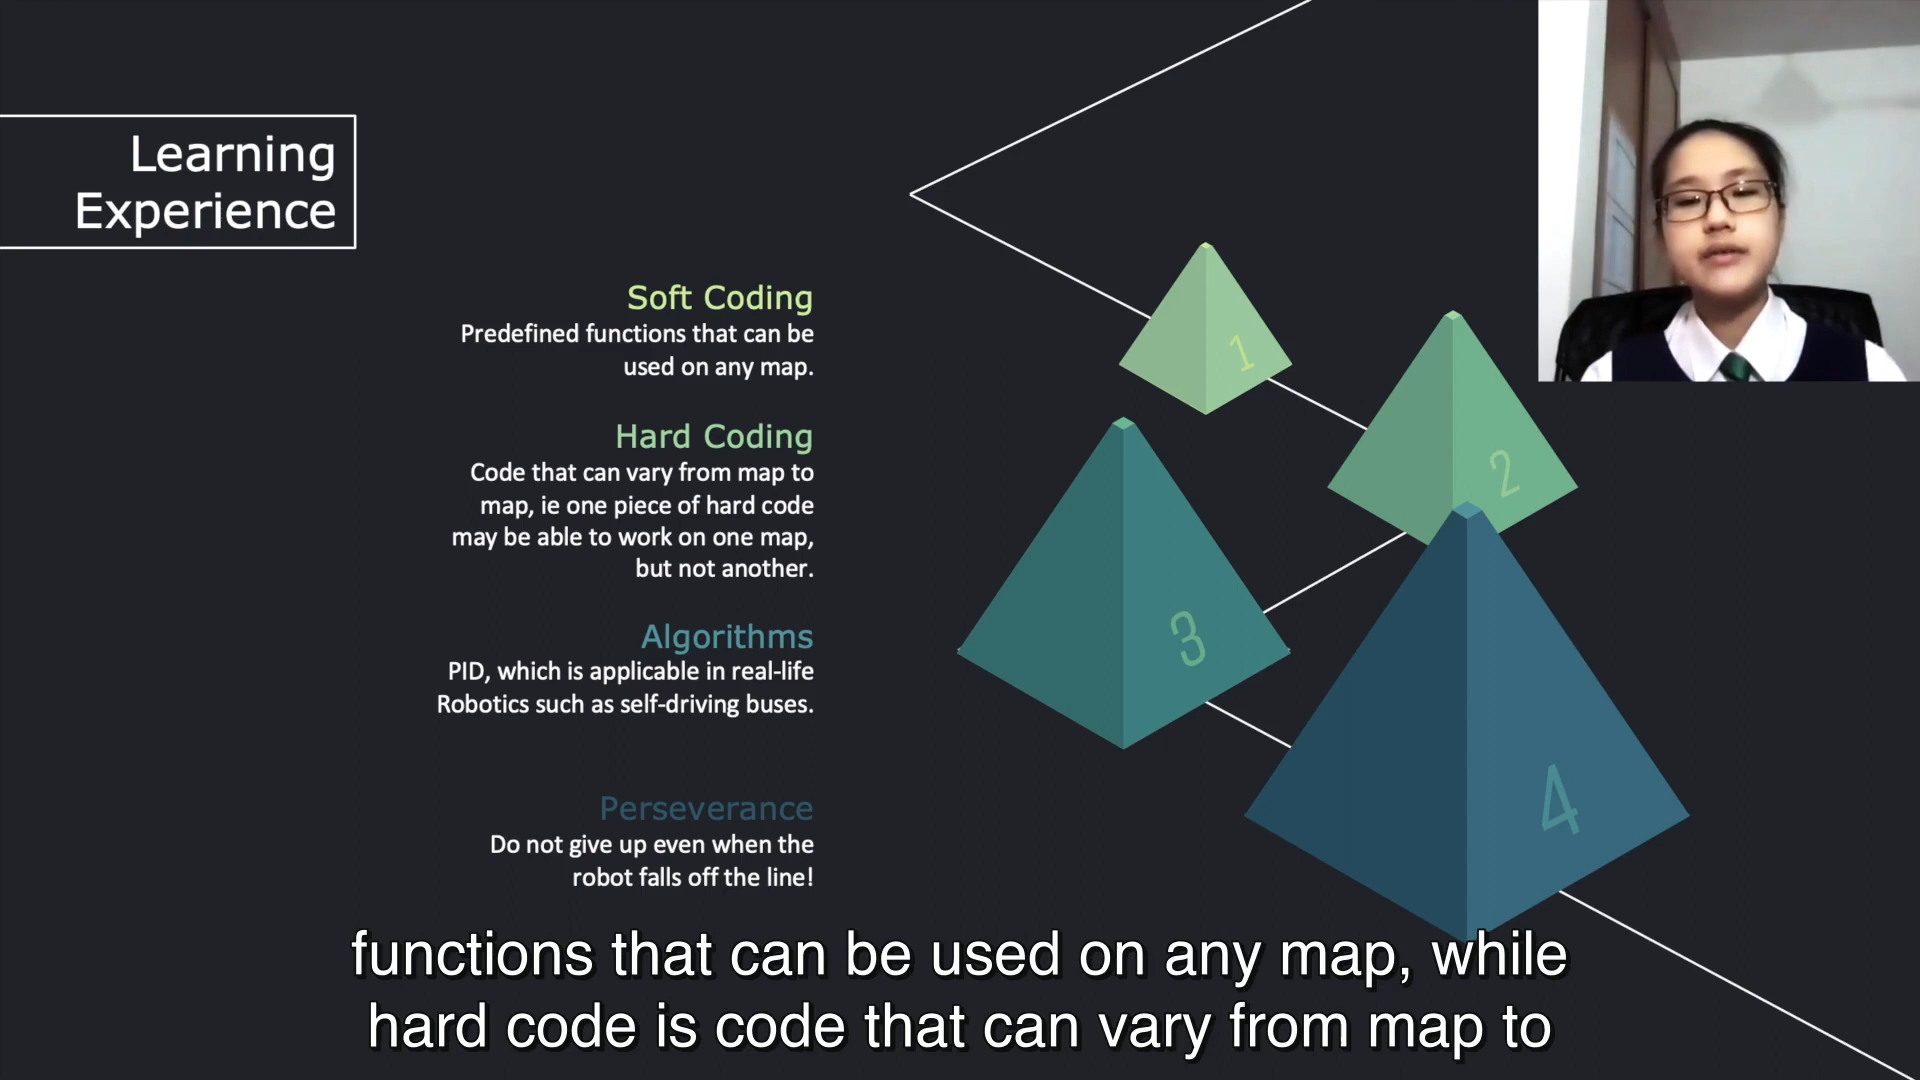 Learning
Experience
Soft Coding
Predefined functions that can be
used on any map.
Hard Coding
Code that can vary from map to
map, ie one piece of hard code
may be able to work on one map,
but not another.
Algorithms
PID, which is applicable in real-life
Robotics such as self-driving buses.
Perseverance
Do not give up even when the
robot falls off the line!
1
2
3
4
functions that can be used on any map, while
hard code is code that can vary from map to